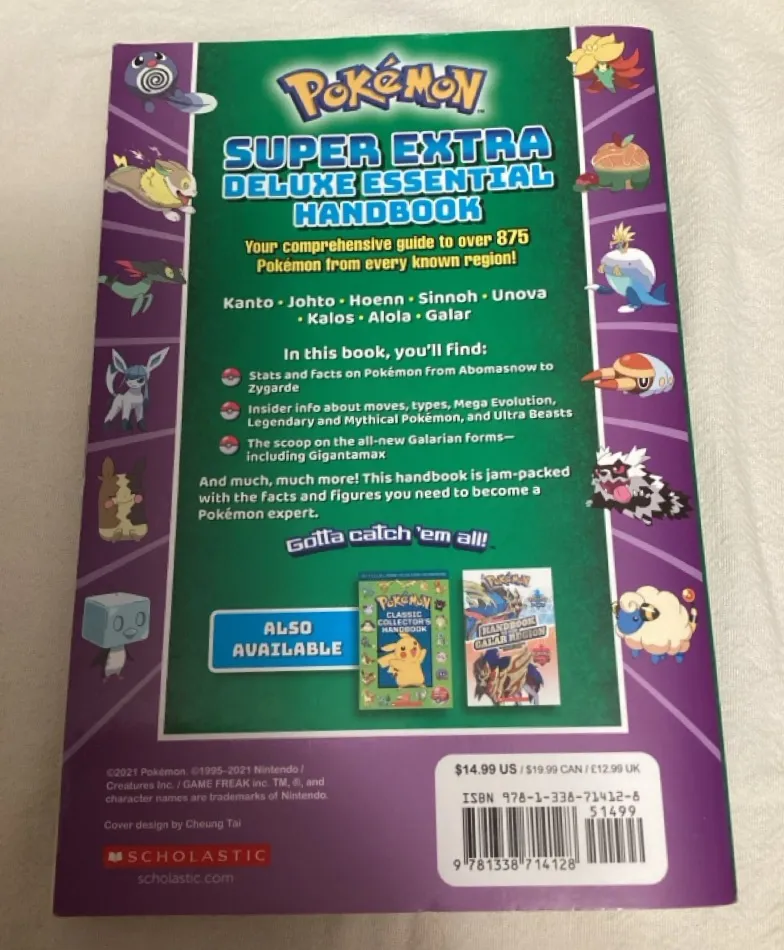 POKéMON™
SUPER EXTRA
DELUXE ESSENTIAL
HANDBOOK
Your comprehensive guide to over 875
Pokémon from every known region!
Kanto • Johto • Hoenn • Sinnoh • Unova
• Kalos • Alola • Galar
In this book, you'll find:
Stats and facts on Pokémon from Abomasnow to
Zygarde
Insider info about moves, types, Mega Evolution,
Legendary and Mythical Pokémon, and Ultra Beasts
The scoop on the all-new Galarian forms—
including Gigantamax
And much, much more! This handbook is jam-packed
with the facts and figures you need to become a
Pokémon expert.
Gotta catch 'em all!™
ALSO
AVAILABLE
POKéMON
CLASSIC
COLLECTOR'S
HANDBOOK
POKéMON
HANDBOOK
GALAR REGION
©2021 Pokémon. ©1995–2021 Nintendo /
Creatures Inc. / GAME FREAK inc. TM, ®, and
character names are trademarks of Nintendo.
Cover design by Cheung Tai
SCHOLASTIC
scholastic.com
$14.99 US / $19.99 CAN / £12.99 UK
ISBN 978-1-338-71412-8
51499
9 781338 714128